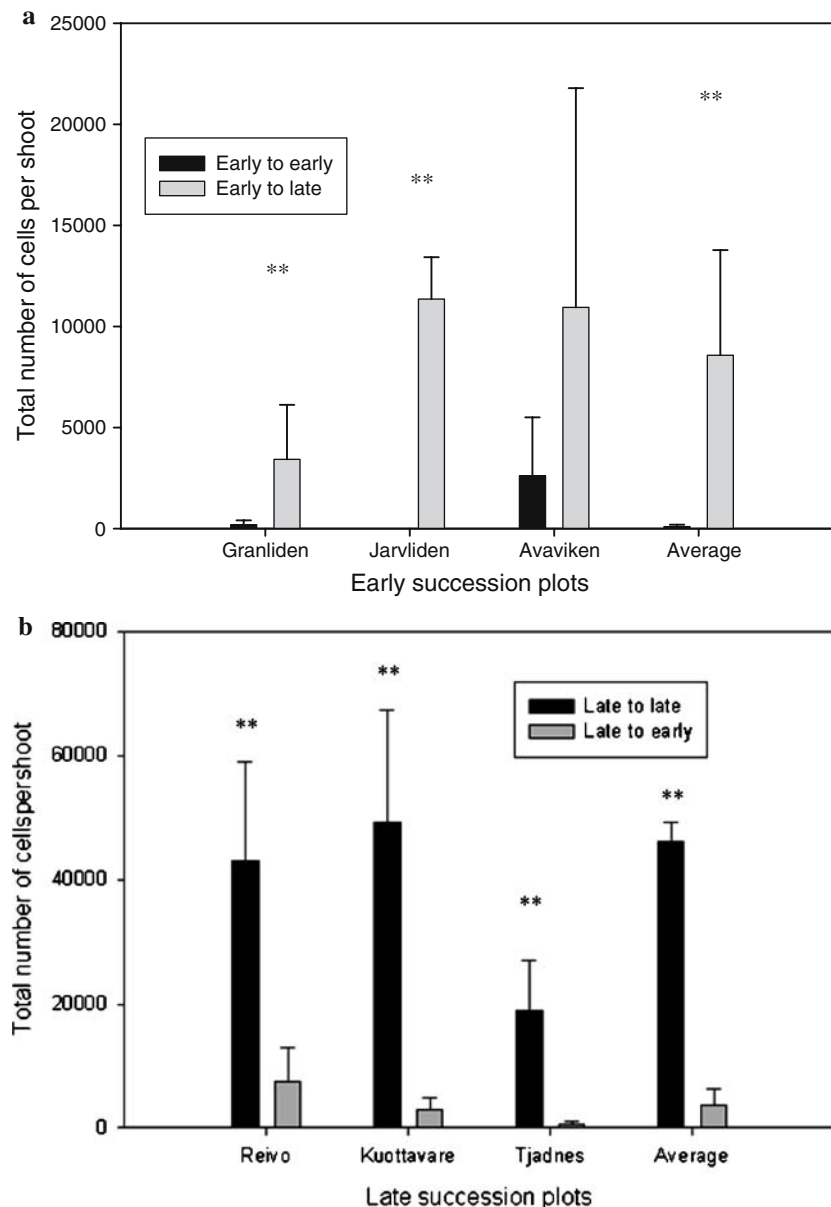 a
25000
20000
15000
10000
5000
0
Total number of cells per shoot
Early to early
Early to late
**
**
**
Granliden Jarvliden Avaviken Average
Early succession plots
b
80000
60000
40000
20000
0
Total number of cellspershoot
Late to late
Late to early
**
**
**
**
Reivo Kuottavare Tjadnes Average
Late succession plots